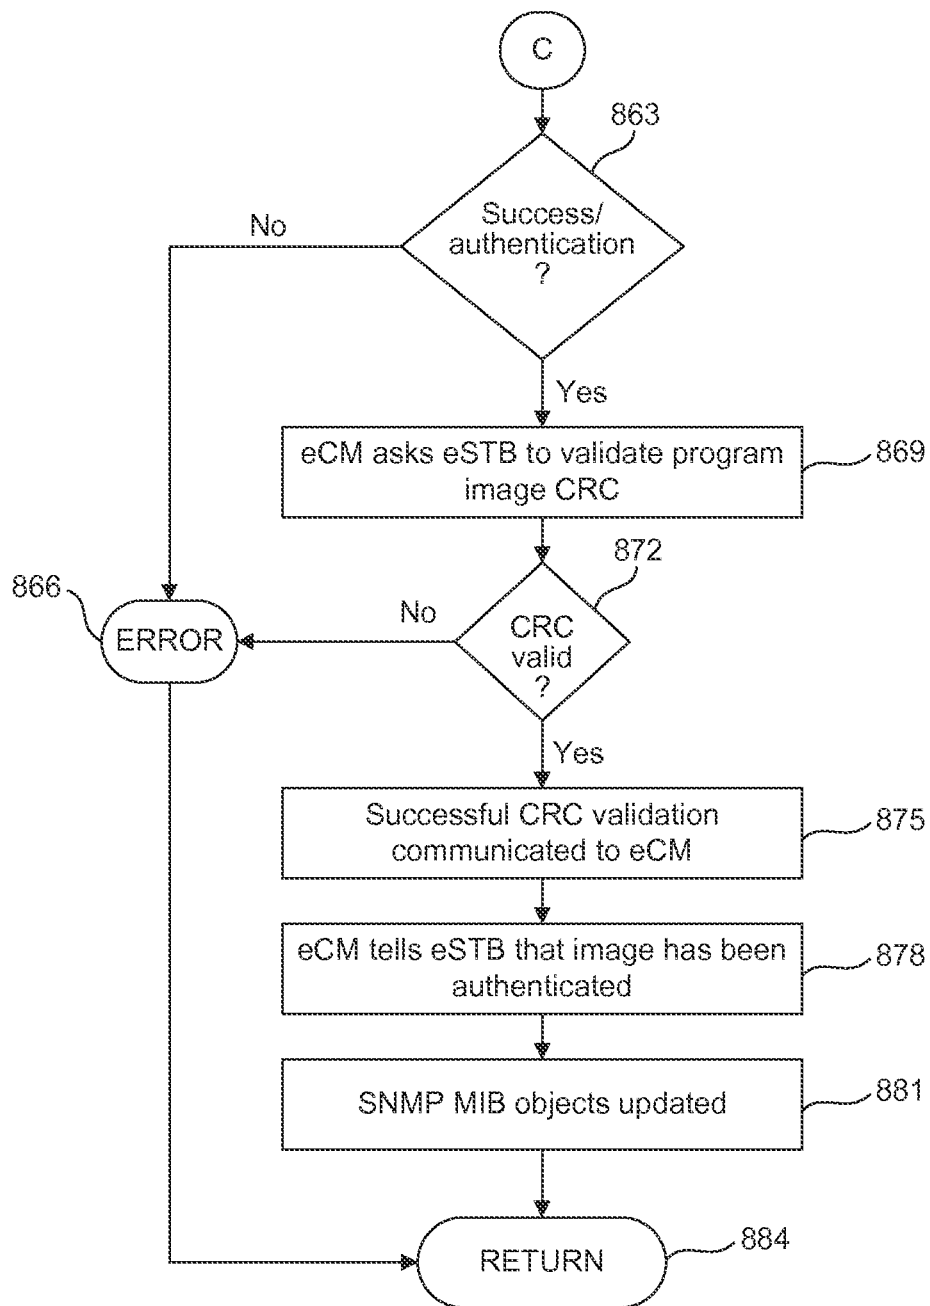 C
863
Success/
authentication
?
No
Yes
eCM asks eSTB to validate program
image CRC
869
872
866
ERROR
No
CRC
valid
?
Yes
Successful CRC validation
communicated to eCM
875
eCM tells eSTB that image has been
authenticated
878
SNMP MIB objects updated
881
RETURN
884